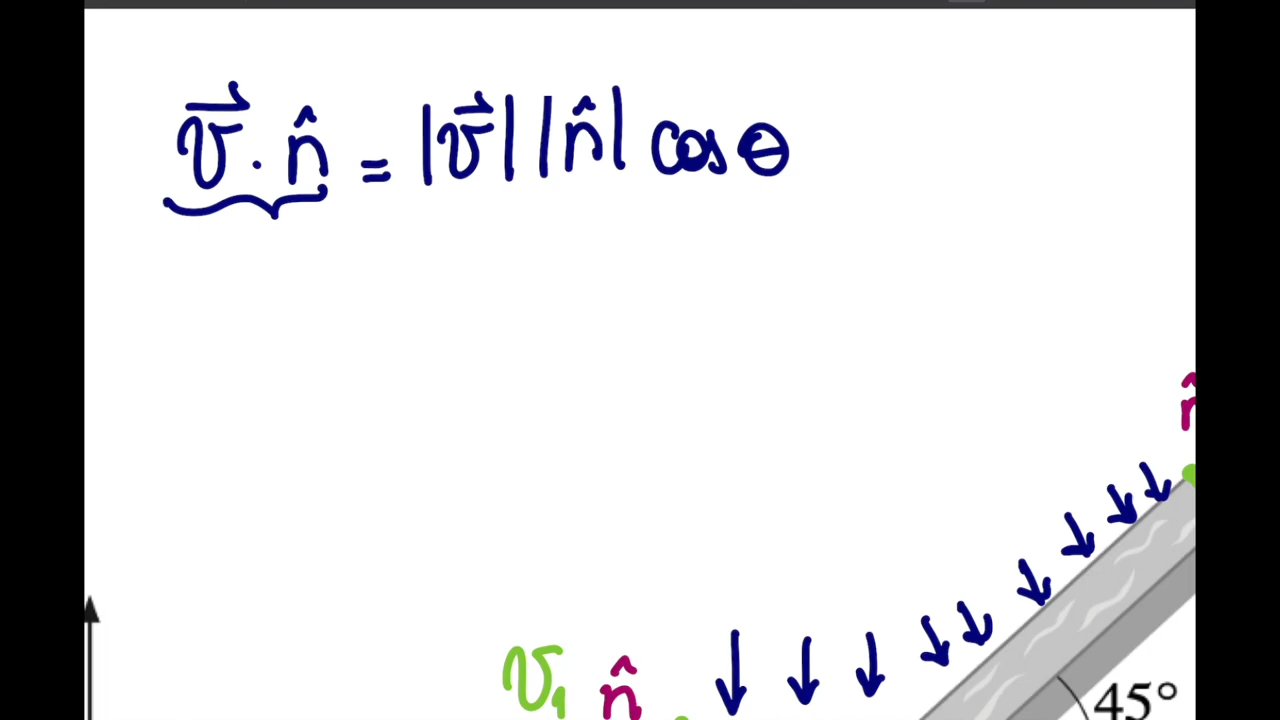 v⃗ · n̂ = |v⃗| |n̂| cos θ
n̂
v₁ n̂
45°